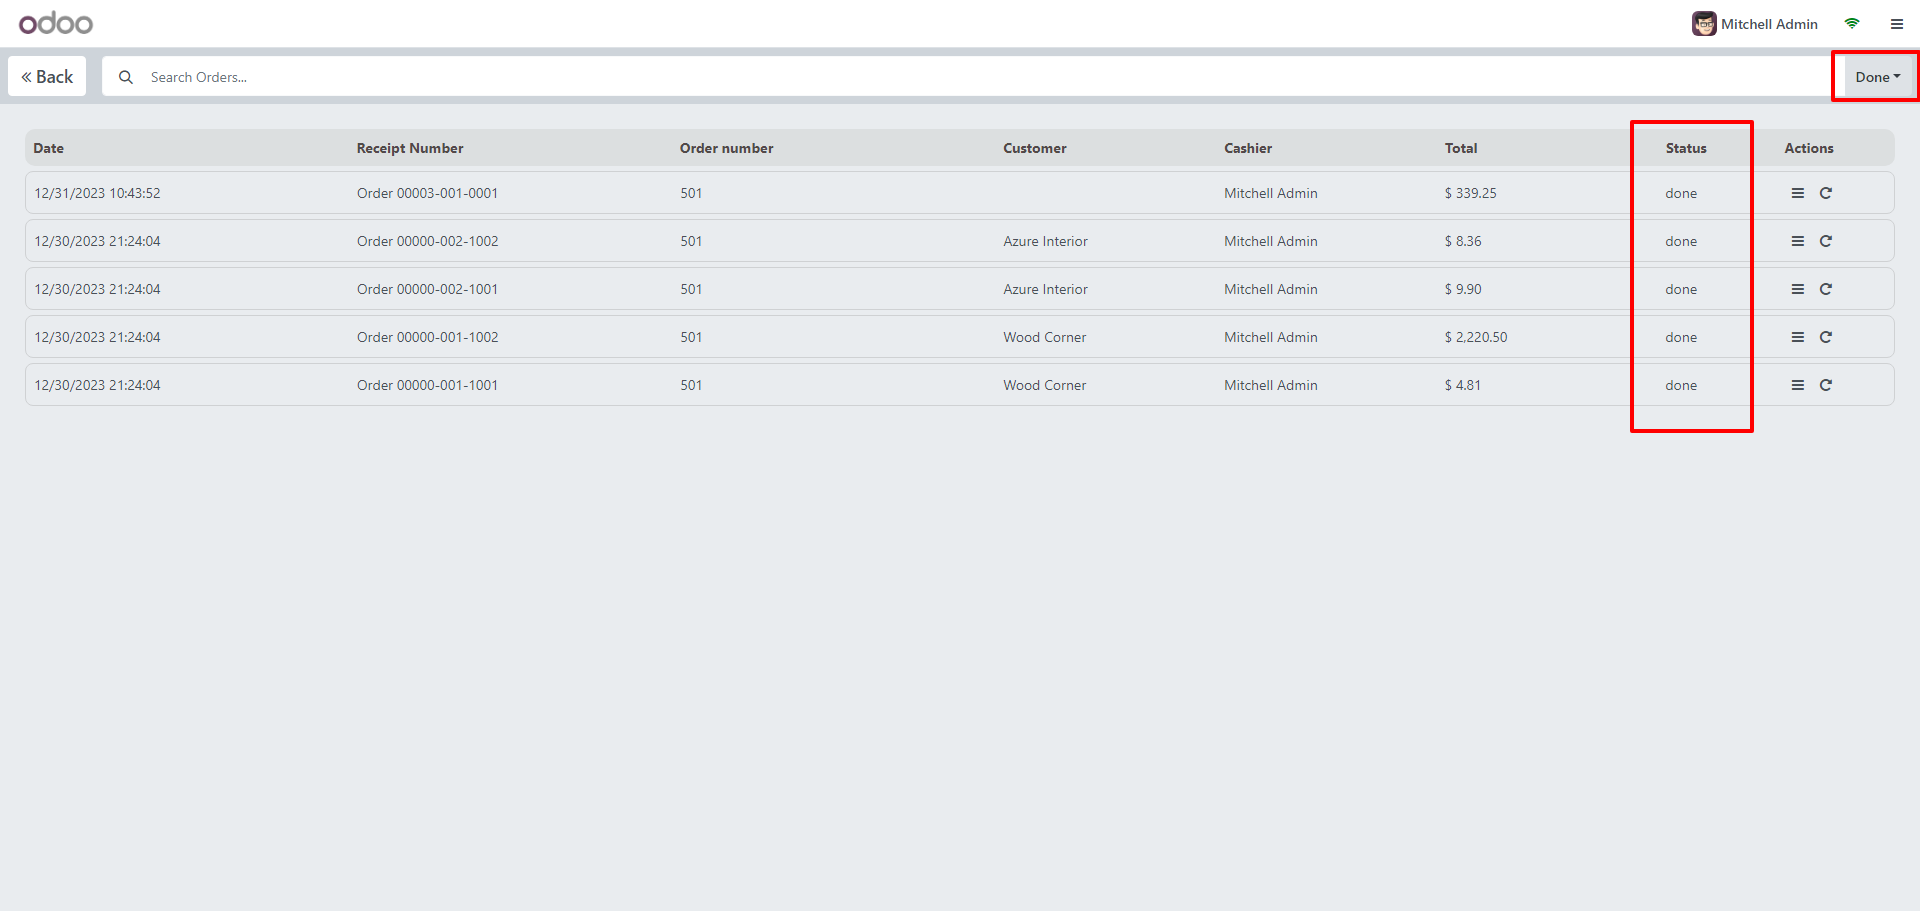 odoo
Mitchell Admin
Back
Search Orders...
Done
Date Receipt Number Order number Customer Cashier Total Status Actions
12/31/2023 10:43:52 Order 00003-001-0001 501 Mitchell Admin $ 339.25 done
12/30/2023 21:24:04 Order 00000-002-1002 501 Azure Interior Mitchell Admin $ 8.36 done
12/30/2023 21:24:04 Order 00000-002-1001 501 Azure Interior Mitchell Admin $ 9.90 done
12/30/2023 21:24:04 Order 00000-001-1002 501 Wood Corner Mitchell Admin $ 2,220.50 done
12/30/2023 21:24:04 Order 00000-001-1001 501 Wood Corner Mitchell Admin $ 4.81 done